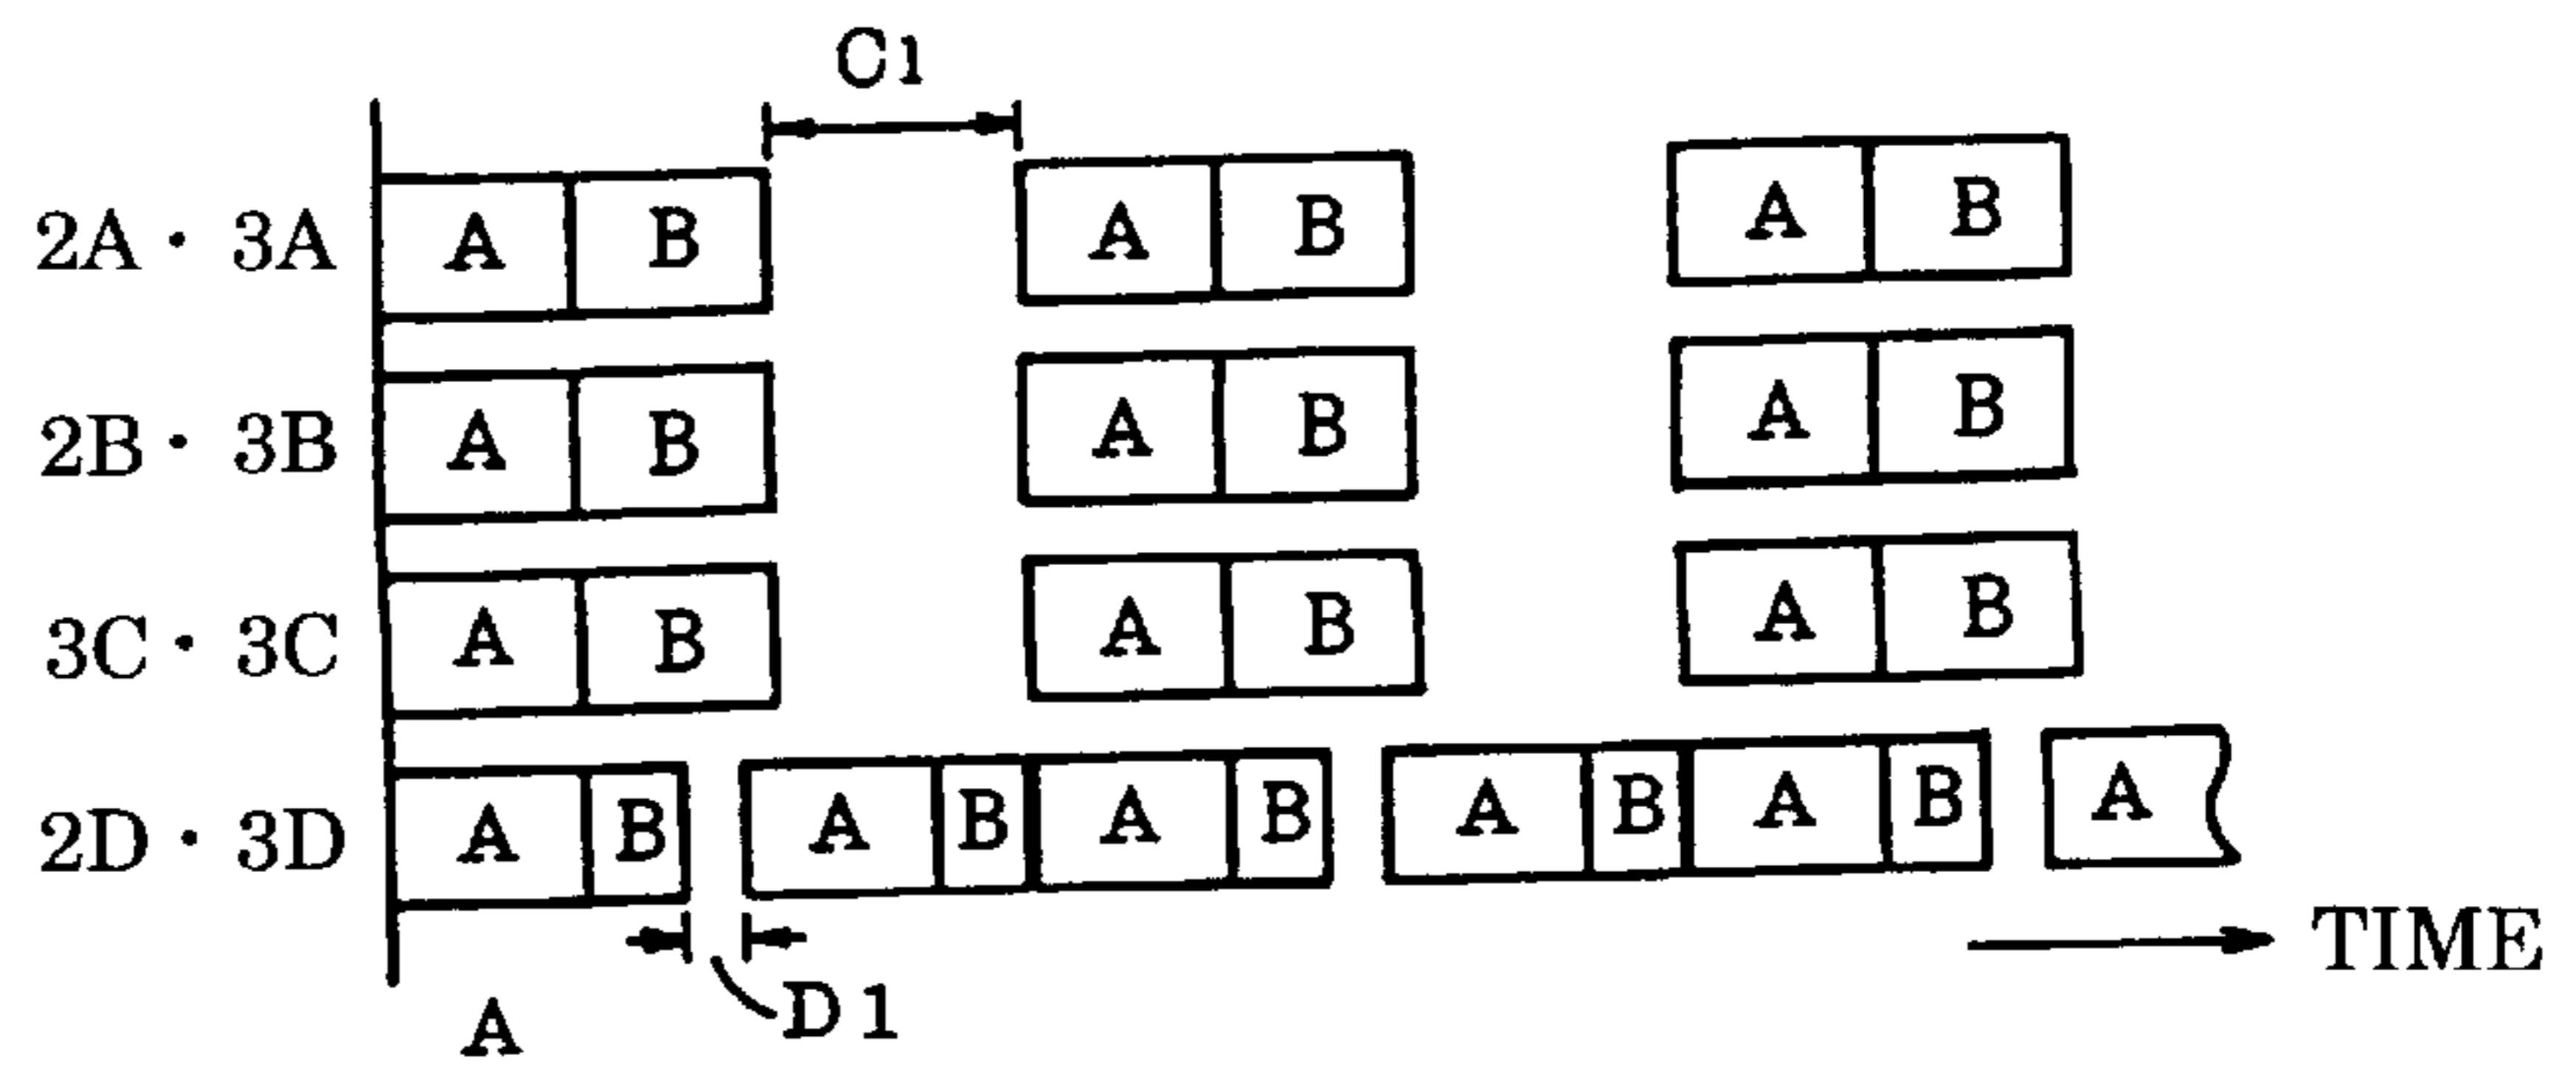 C1
2A · 3A A B A B A B
2B · 3B A B A B A B
3C · 3C A B A B A B
2D · 3D A B A B A B A B A B A
TIME
D1
A